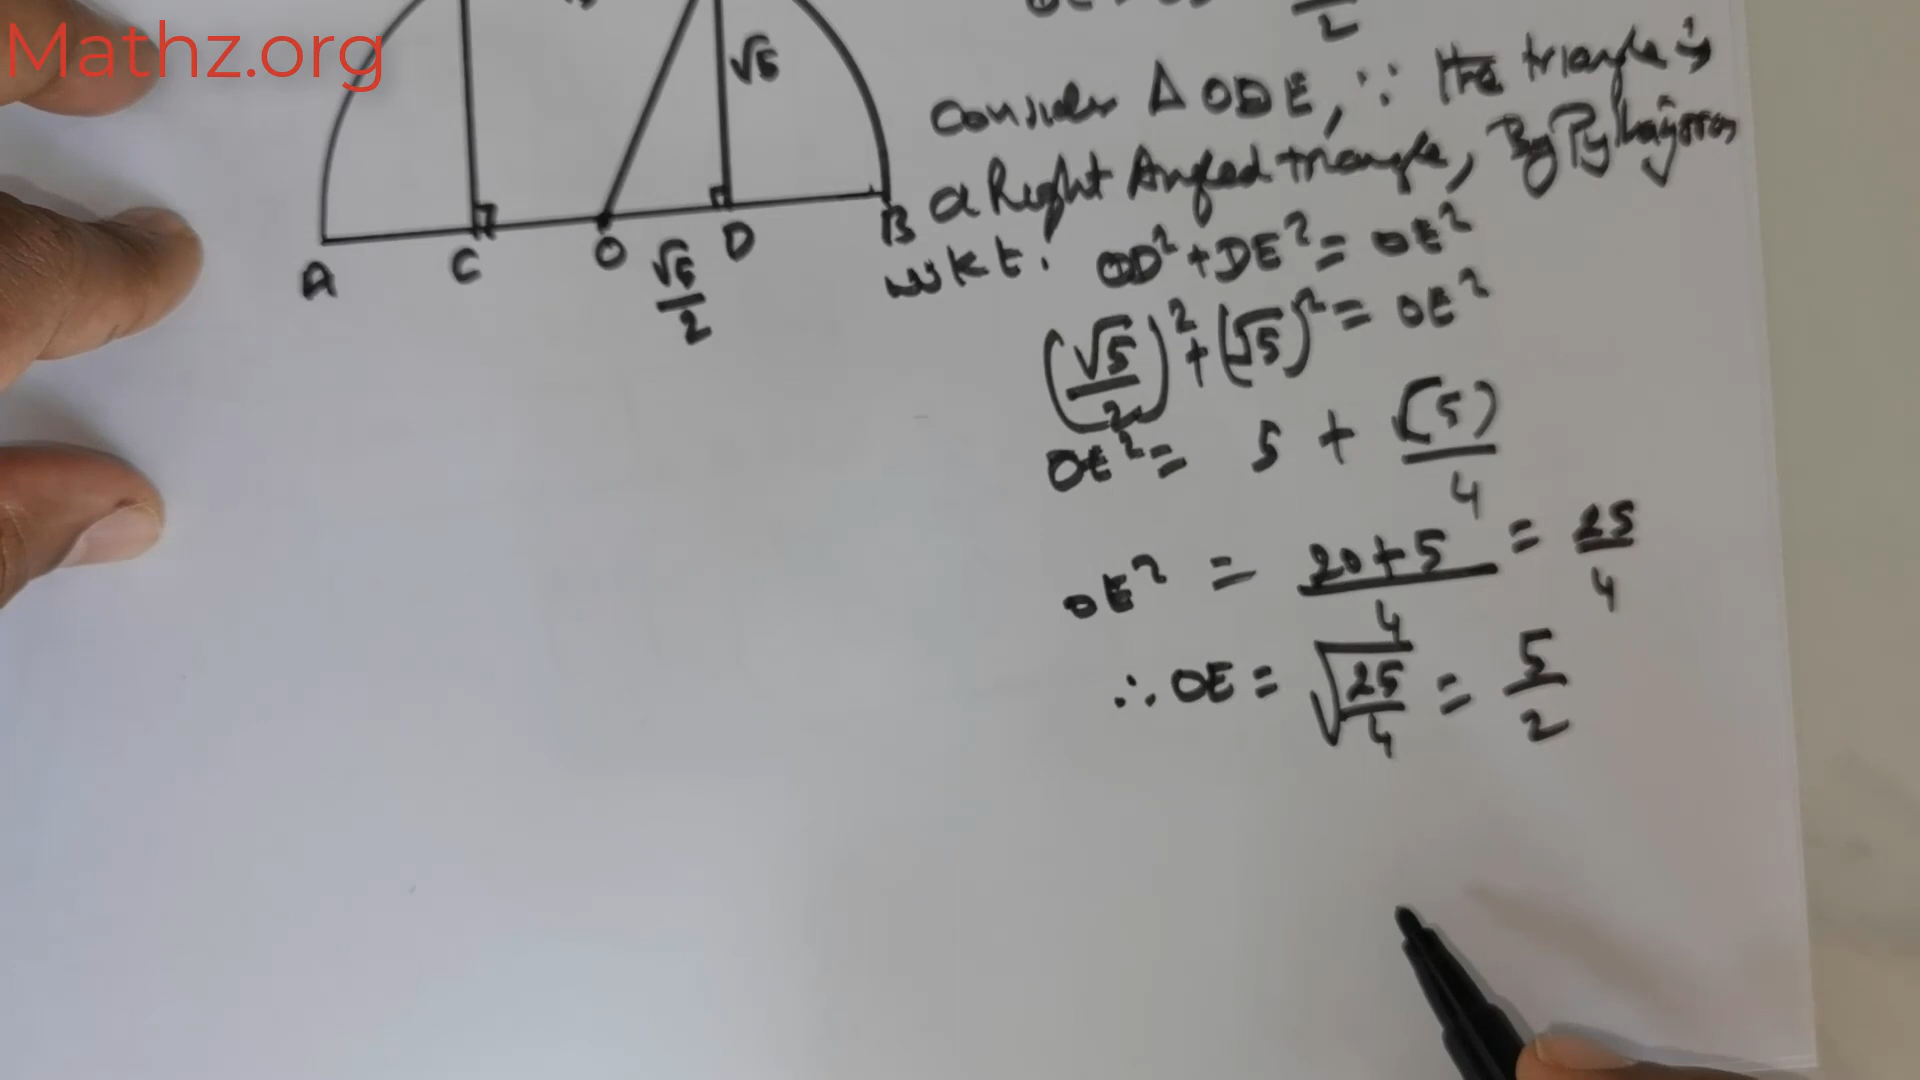 Mathz.org
√5
A C O D B
√5/2
2
Consider Δ ODE, ∵ the triangle is
a Right Angled triangle, By Pythagoras
wkt. OD² + DE² = OE²
(√5/2)² + (√5)² = OE²
OE² = 5 + (5)/4
OE² = 20+5/4 = 25/4
∴ OE = √25/4 = 5/2